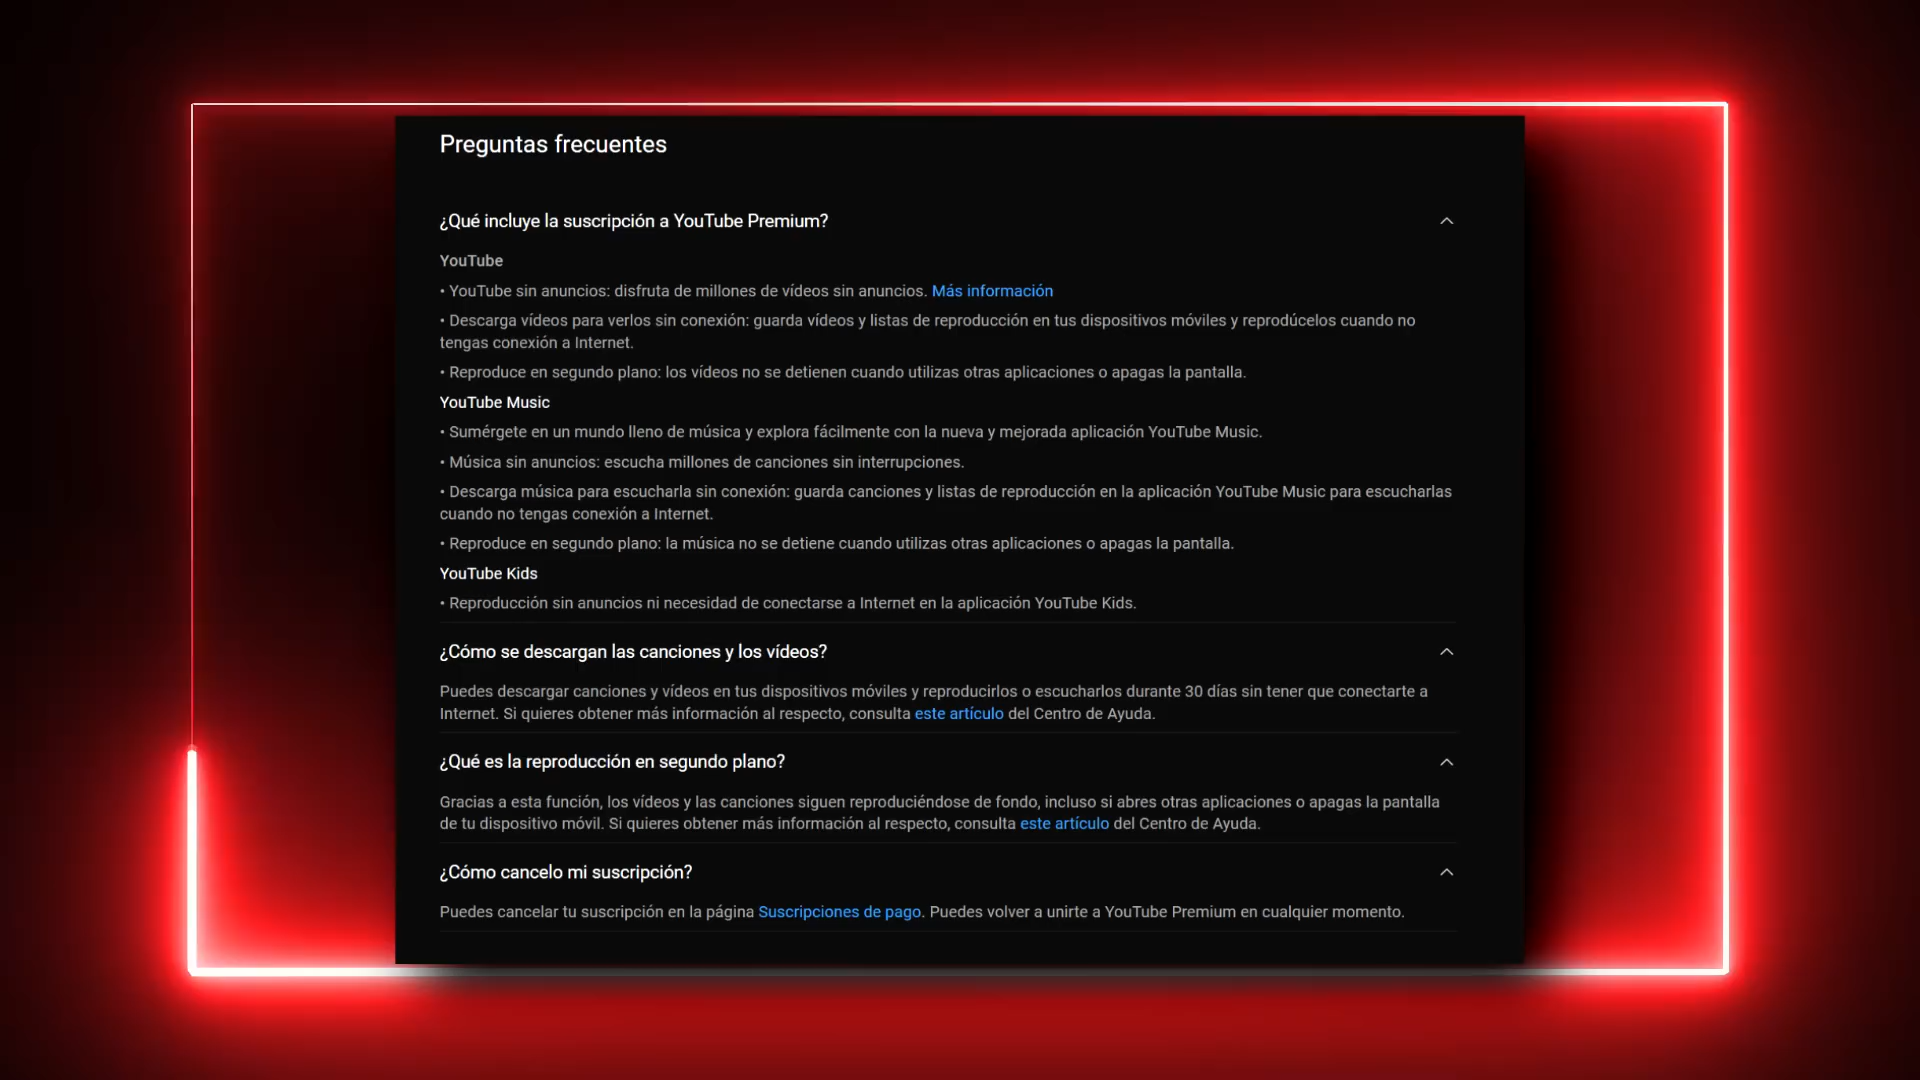 Preguntas frecuentes
¿Qué incluye la suscripción a YouTube Premium?
YouTube
• YouTube sin anuncios: disfruta de millones de vídeos sin anuncios. Más información
• Descarga vídeos para verlos sin conexión: guarda vídeos y listas de reproducción en tus dispositivos móviles y reprodúcelos cuando no
tengas conexión a Internet.
• Reproduce en segundo plano: los vídeos no se detienen cuando utilizas otras aplicaciones o apagas la pantalla.
YouTube Music
• Sumérgete en un mundo lleno de música y explora fácilmente con la nueva y mejorada aplicación YouTube Music.
• Música sin anuncios: escucha millones de canciones sin interrupciones.
• Descarga música para escucharla sin conexión: guarda canciones y listas de reproducción en la aplicación YouTube Music para escucharlas
cuando no tengas conexión a Internet.
• Reproduce en segundo plano: la música no se detiene cuando utilizas otras aplicaciones o apagas la pantalla.
YouTube Kids
• Reproducción sin anuncios ni necesidad de conectarse a Internet en la aplicación YouTube Kids.
¿Cómo se descargan las canciones y los vídeos?
Puedes descargar canciones y vídeos en tus dispositivos móviles y reproducirlos o escucharlos durante 30 días sin tener que conectarte a
Internet. Si quieres obtener más información al respecto, consulta este artículo del Centro de Ayuda.
¿Qué es la reproducción en segundo plano?
Gracias a esta función, los vídeos y las canciones siguen reproduciéndose de fondo, incluso si abres otras aplicaciones o apagas la pantalla
de tu dispositivo móvil. Si quieres obtener más información al respecto, consulta este artículo del Centro de Ayuda.
¿Cómo cancelo mi suscripción?
Puedes cancelar tu suscripción en la página Suscripciones de pago. Puedes volver a unirte a YouTube Premium en cualquier momento.